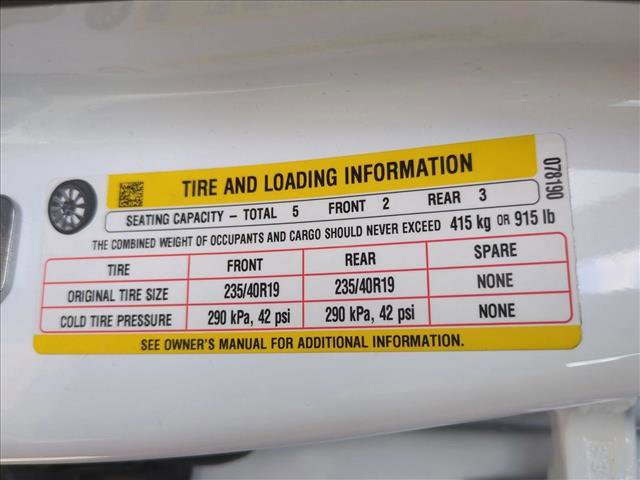 TIRE AND LOADING INFORMATION
078190
SEATING CAPACITY – TOTAL 5 FRONT 2 REAR 3
THE COMBINED WEIGHT OF OCCUPANTS AND CARGO SHOULD NEVER EXCEED 415 kg OR 915 lb
TIRE FRONT REAR SPARE
ORIGINAL TIRE SIZE 235/40R19 235/40R19 NONE
COLD TIRE PRESSURE 290 kPa, 42 psi 290 kPa, 42 psi NONE
SEE OWNER'S MANUAL FOR ADDITIONAL INFORMATION.